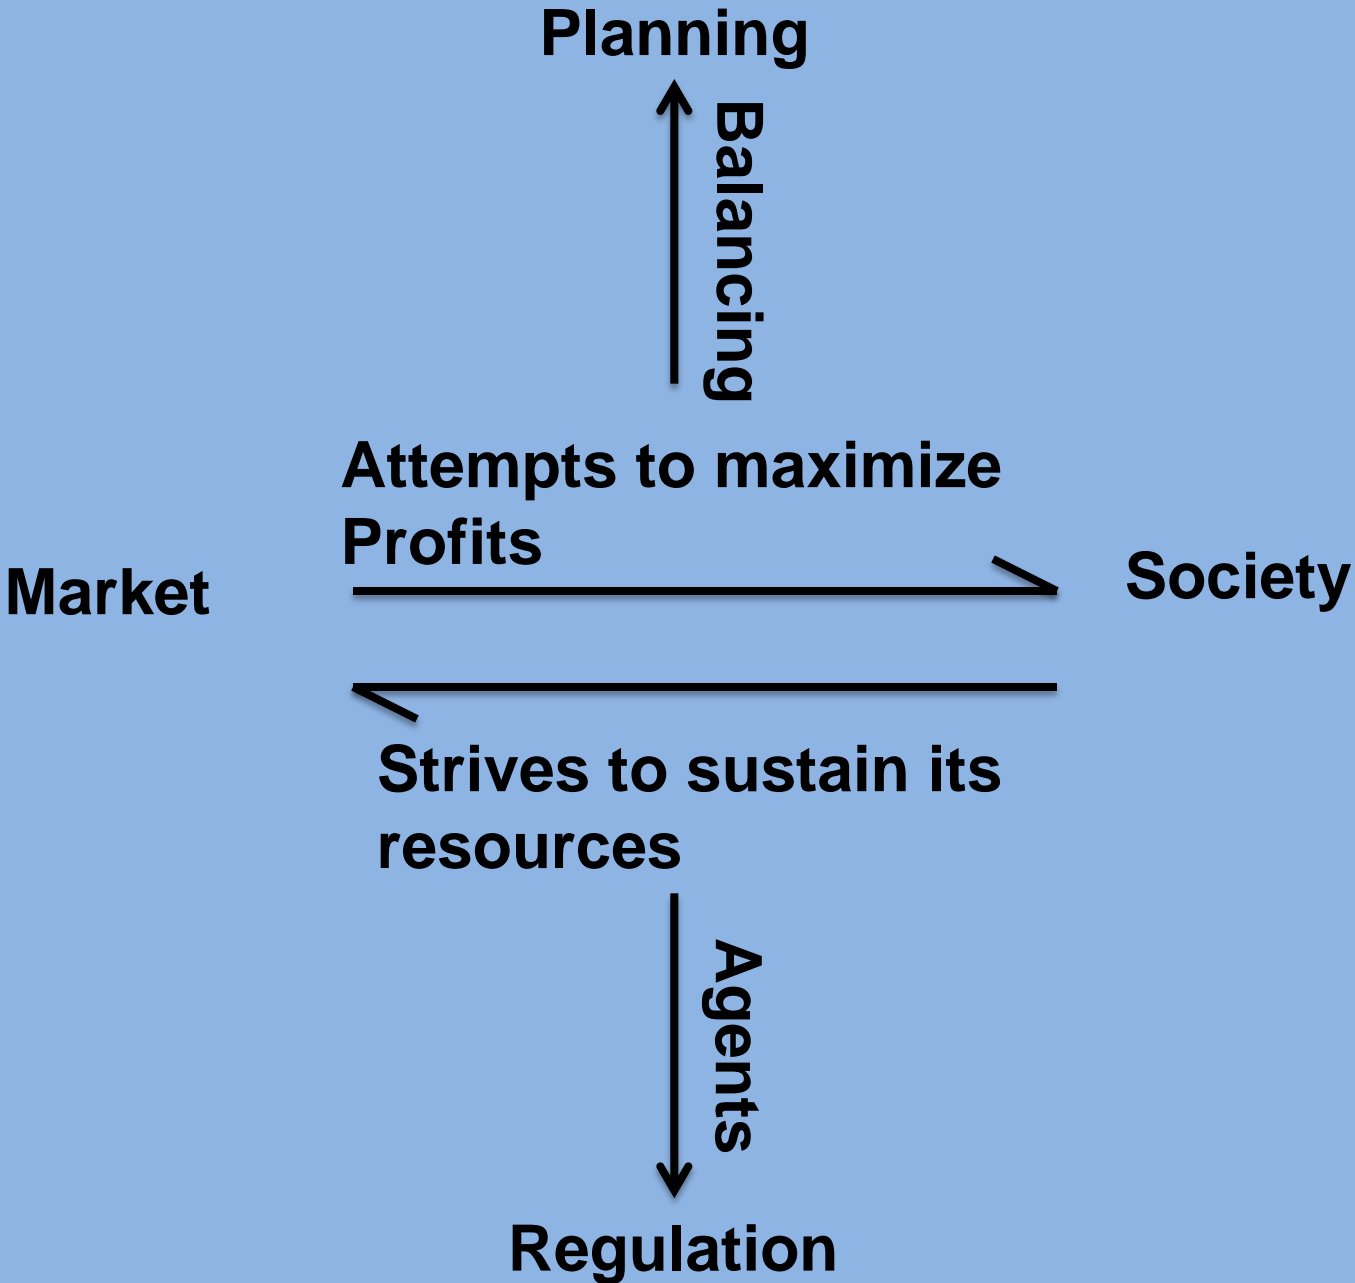 Planning
Balancing
Attempts to maximize
Profits
Market
Society
Strives to sustain its
resources
Agents
Regulation